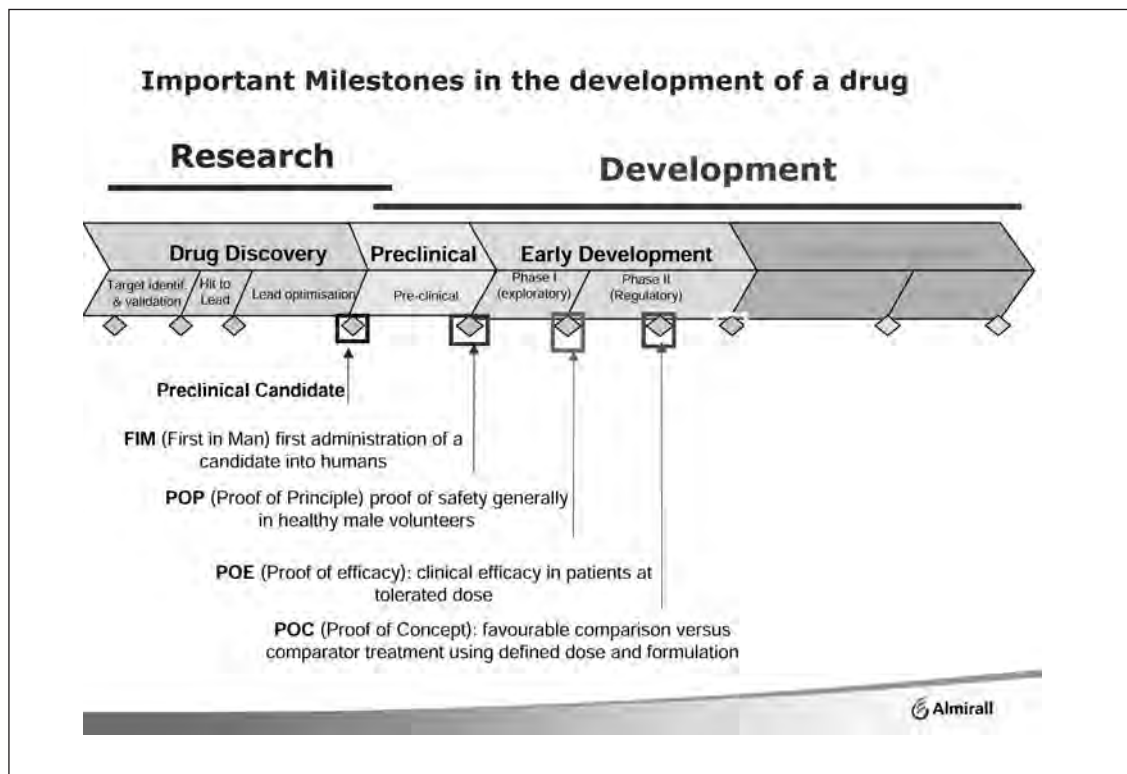 Important Milestones in the development of a drug
Research
Development
Drug Discovery
Preclinical
Early Development
Target identif.
& validation
Hit to
Lead
Lead optimisation
Pre-clinical
Phase I
(exploratory)
Phase II
(Regulatory)
Preclinical Candidate
FIM (First in Man) first administration of a
candidate into humans
POP (Proof of Principle) proof of safety generally
in healthy male volunteers
POE (Proof of efficacy): clinical efficacy in patients at
tolerated dose
POC (Proof of Concept): favourable comparison versus
comparator treatment using defined dose and formulation
Almirall